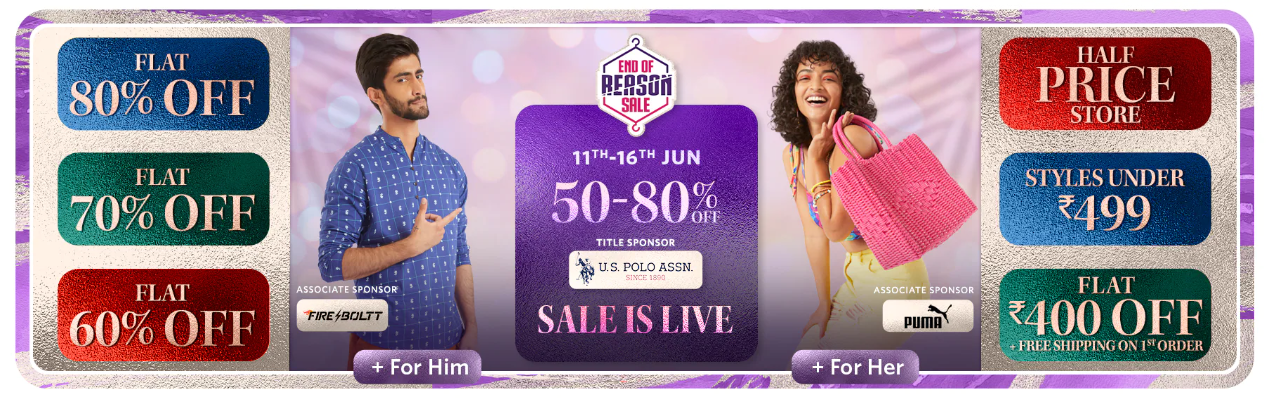 FLAT
80% OFF
FLAT
70% OFF
FLAT
60% OFF
ASSOCIATE SPONSOR
FIRE BOLTT
+ For Him
END OF
REASON
SALE
11TH-16TH JUN
50-80% OFF
TITLE SPONSOR
U.S. POLO ASSN.
SINCE 1890
SALE IS LIVE
ASSOCIATE SPONSOR
PUMA
+ For Her
HALF
PRICE
STORE
STYLES UNDER
₹499
FLAT
₹400 OFF
+ FREE SHIPPING ON 1ST ORDER